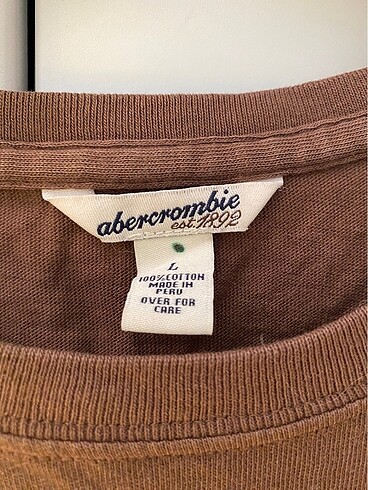 abercrombie
est.1892
L
100%COTTON
MADE IN
PERU
OVER FOR
CARE